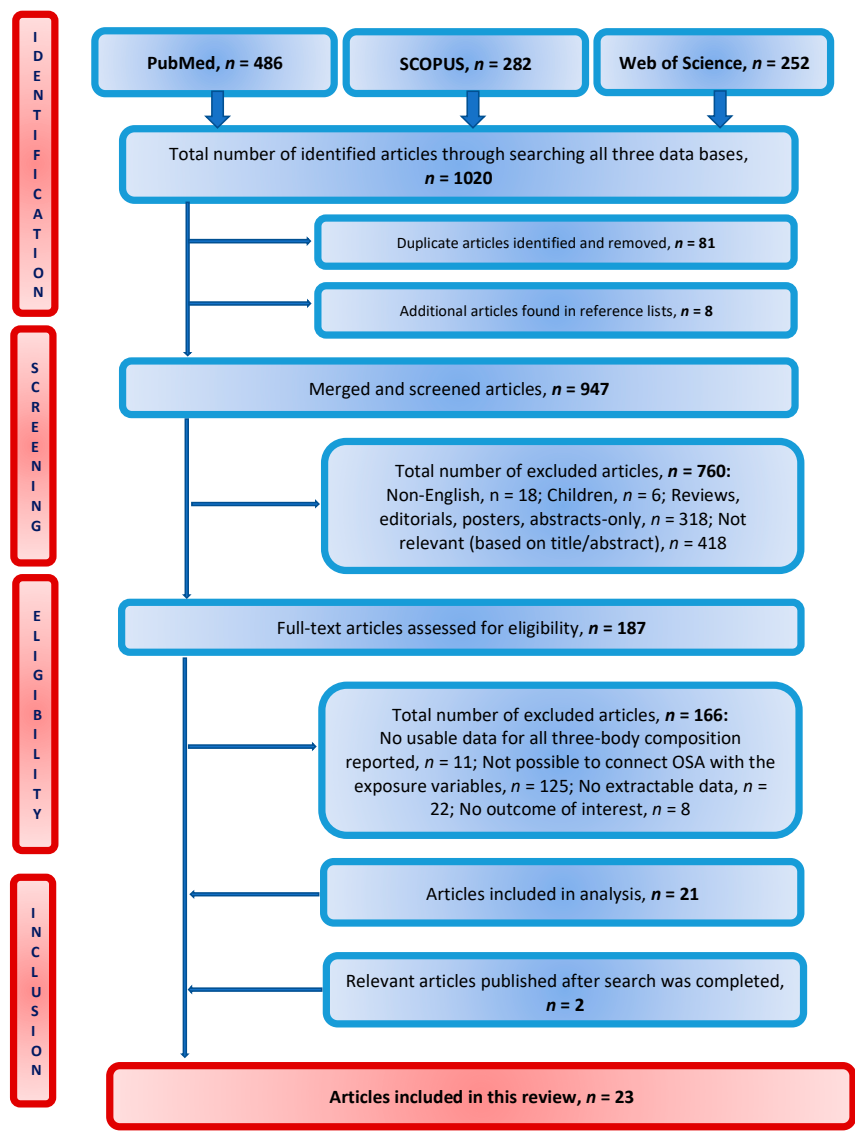 IDENTIFICATION
PubMed, n = 486
SCOPUS, n = 282
Web of Science, n = 252
Total number of identified articles through searching all three data bases,
n = 1020
Duplicate articles identified and removed, n = 81
Additional articles found in reference lists, n = 8
SCREENING
Merged and screened articles, n = 947
Total number of excluded articles, n = 760:
Non-English, n = 18; Children, n = 6; Reviews,
editorials, posters, abstracts-only, n = 318; Not
relevant (based on title/abstract), n = 418
ELIGIBILITY
Full-text articles assessed for eligibility, n = 187
Total number of excluded articles, n = 166:
No usable data for all three-body composition
reported, n = 11; Not possible to connect OSA with the
exposure variables, n = 125; No extractable data, n =
22; No outcome of interest, n = 8
INCLUSION
Articles included in analysis, n = 21
Relevant articles published after search was completed,
n = 2
Articles included in this review, n = 23